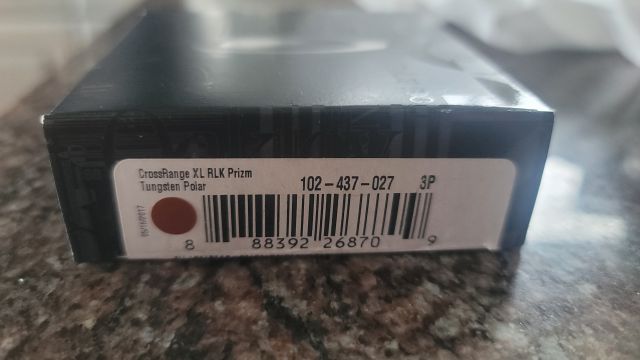 CrossRange XL RLK Prizm
Tungsten Polar
102-437-027 3P
8 88392 26870 9